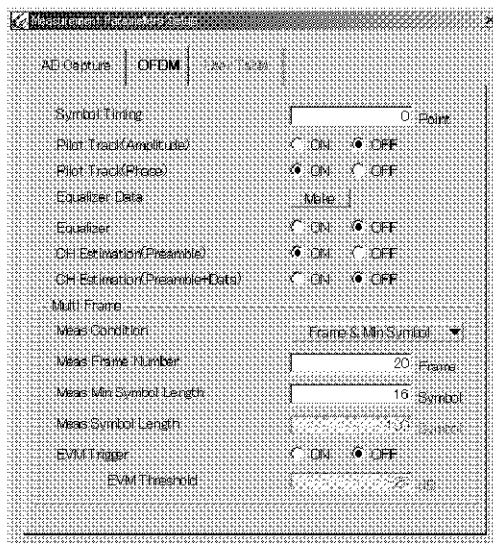 Measurement Parameters Setup
AD Capture OFDM
Symbol Timing 0 Point
Pilot Track(Amplitude) ON OFF
Pilot Track(Phase) ON OFF
Equalizer Data Make
Equalizer ON OFF
CH Estimation(Preamble) ON OFF
CH Estimation(Preamble+Data) ON OFF
Multi Frame
Meas Condition Frame & Min Symbol
Meas Frame Number 20 Frame
Meas Min Symbol Length 16 Symbol
Meas Symbol Length Symbol
EVM Trigger ON OFF
EVM Threshold